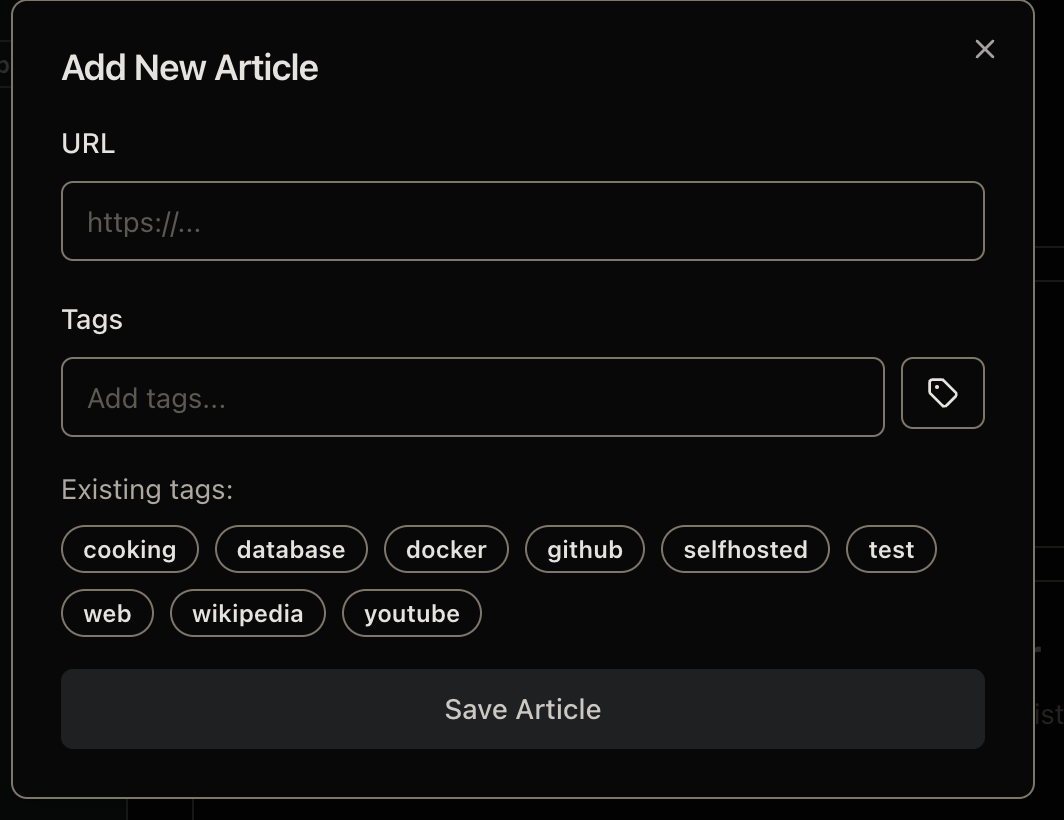 Add New Article
URL
https://...
Tags
Add tags...
Existing tags:
cooking database docker github selfhosted test
web wikipedia youtube
Save Article